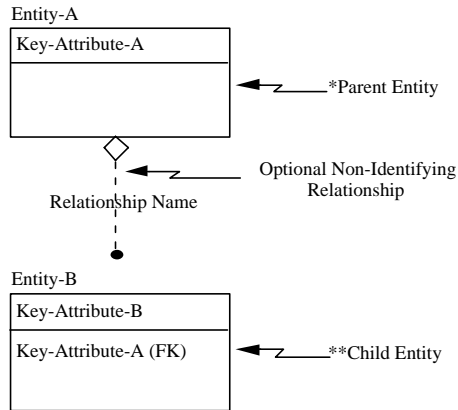 Entity-A
Key-Attribute-A
*Parent Entity
Optional Non-Identifying
Relationship
Relationship Name
Entity-B
Key-Attribute-B
Key-Attribute-A (FK)
**Child Entity